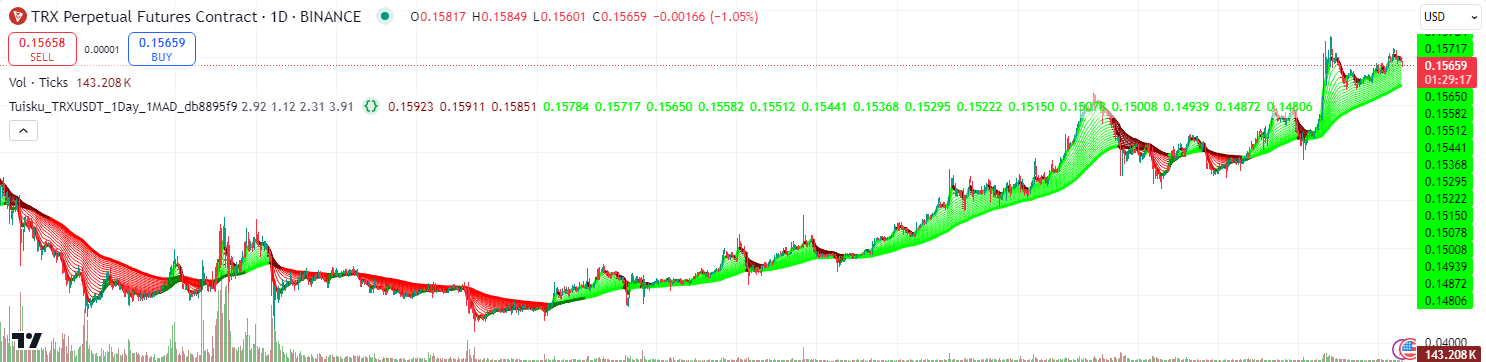 TRX Perpetual Futures Contract · 1D · BINANCE O0.15817 H0.15849 L0.15601 C0.15659 −0.00166 (−1.05%)
USD
0.15658 SELL
0.00001
0.15659 BUY
Vol · Ticks 143.208 K
Tuisku_TRXUSDT_1Day_1MAD_db8895f9 2.92 1.12 2.31 3.91 {} 0.15923 0.15911 0.15851 0.15784 0.15717 0.15650 0.15582 0.15512 0.15441 0.15368 0.15295 0.15222 0.15150 0.15078 0.15008 0.14939 0.14872 0.14806
0.15717
0.15659
01:29:17
0.15650
0.15582
0.15512
0.15441
0.15368
0.15295
0.15222
0.15150
0.15078
0.15008
0.14939
0.14872
0.14806
0.04000
143.208 K